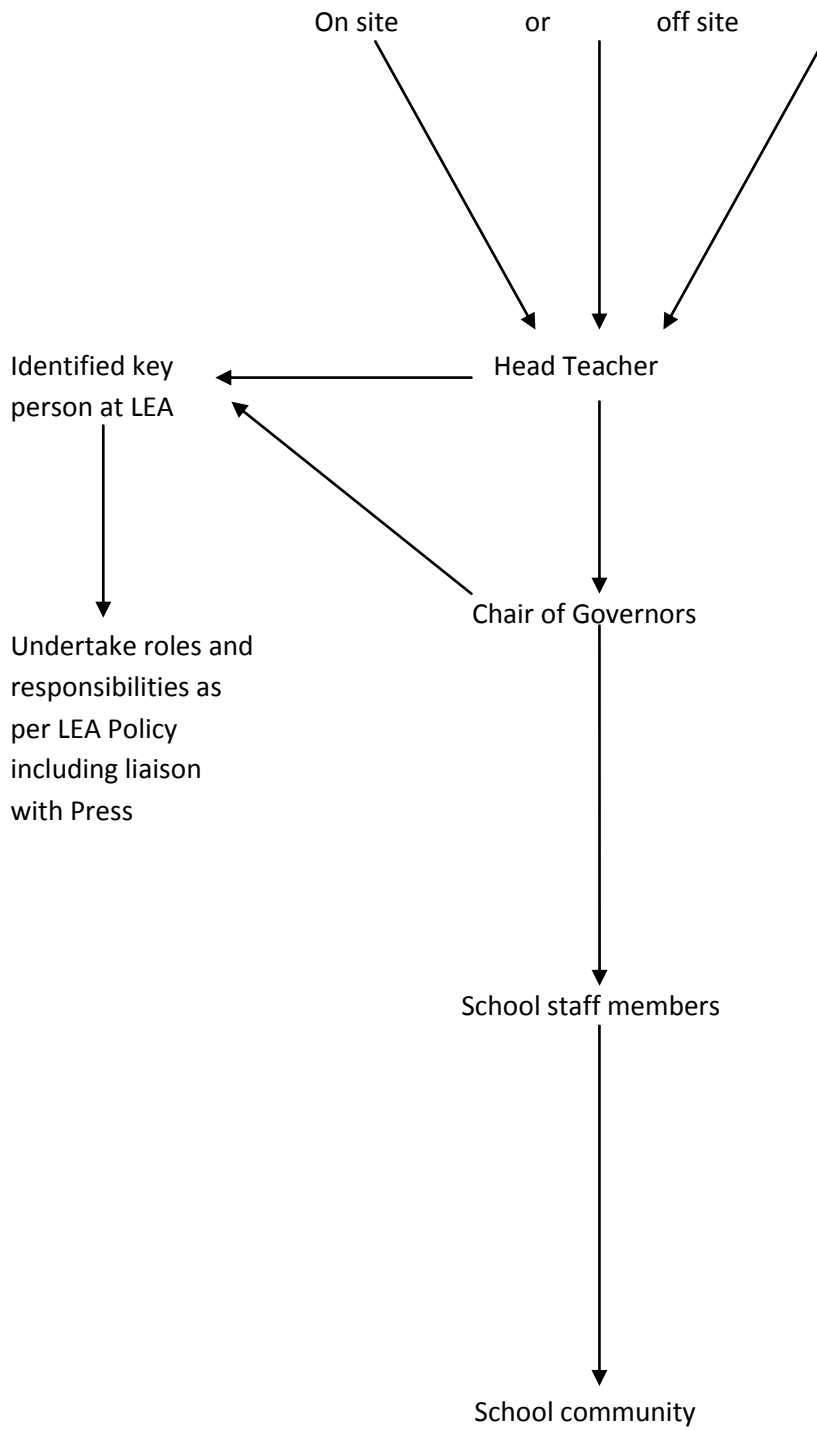 On site or off site
Identified key
person at LEA
Head Teacher
Chair of Governors
Undertake roles and
responsibilities as
per LEA Policy
including liaison
with Press
School staff members
School community